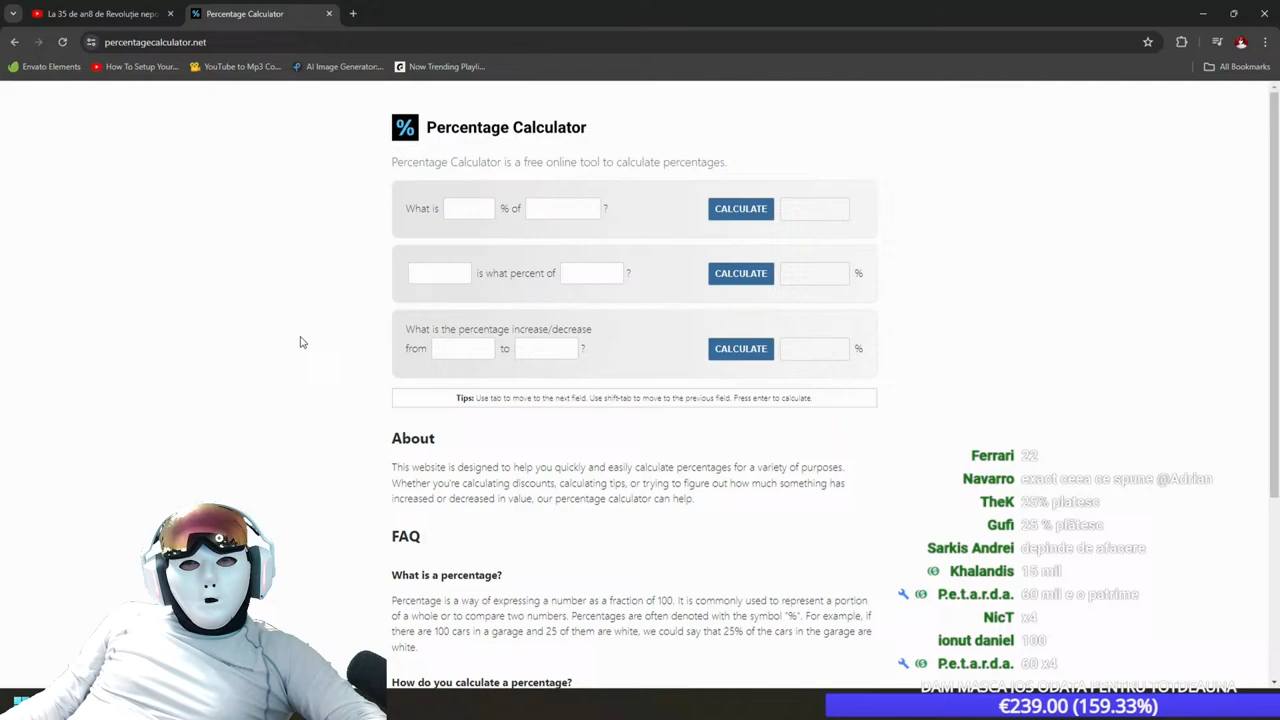 La 35 de an8 de Revoluție nepo
Percentage Calculator
percentagecalculator.net
Envato Elements
How To Setup Your...
YouTube to Mp3 Co...
AI Image Generator:...
Now Trending Playli...
All Bookmarks
% Percentage Calculator
Percentage Calculator is a free online tool to calculate percentages.
What is % of ? CALCULATE
is what percent of ? CALCULATE %
What is the percentage increase/decrease
from to ? CALCULATE %
Tips: Use tab to move to the next field. Use shift-tab to move to the previous field. Press enter to calculate.
About
This website is designed to help you quickly and easily calculate percentages for a variety of purposes.
Whether you're calculating discounts, calculating tips, or trying to figure out how much something has
increased or decreased in value, our percentage calculator can help.
FAQ
What is a percentage?
Percentage is a way of expressing a number as a fraction of 100. It is commonly used to represent a portion
of a whole or to compare two numbers. Percentages are often denoted with the symbol "%". For example, if
there are 100 cars in a garage and 25 of them are white, we could say that 25% of the cars in the garage are
white.
How do you calculate a percentage?
Ferrari 22
Navarro exact ceea ce spune @Adrian
TheK 25% platesc
Gufi 25 % plătesc
Sarkis Andrei depinde de afacere
Khalandis 15 mil
P.e.t.a.r.d.a. 60 mil e o patrime
NicT x4
ionut daniel 100
P.e.t.a.r.d.a. 60 x4
DAM MASCA JOS ODATA PENTRU TOTDEAUNA
€239.00 (159.33%)